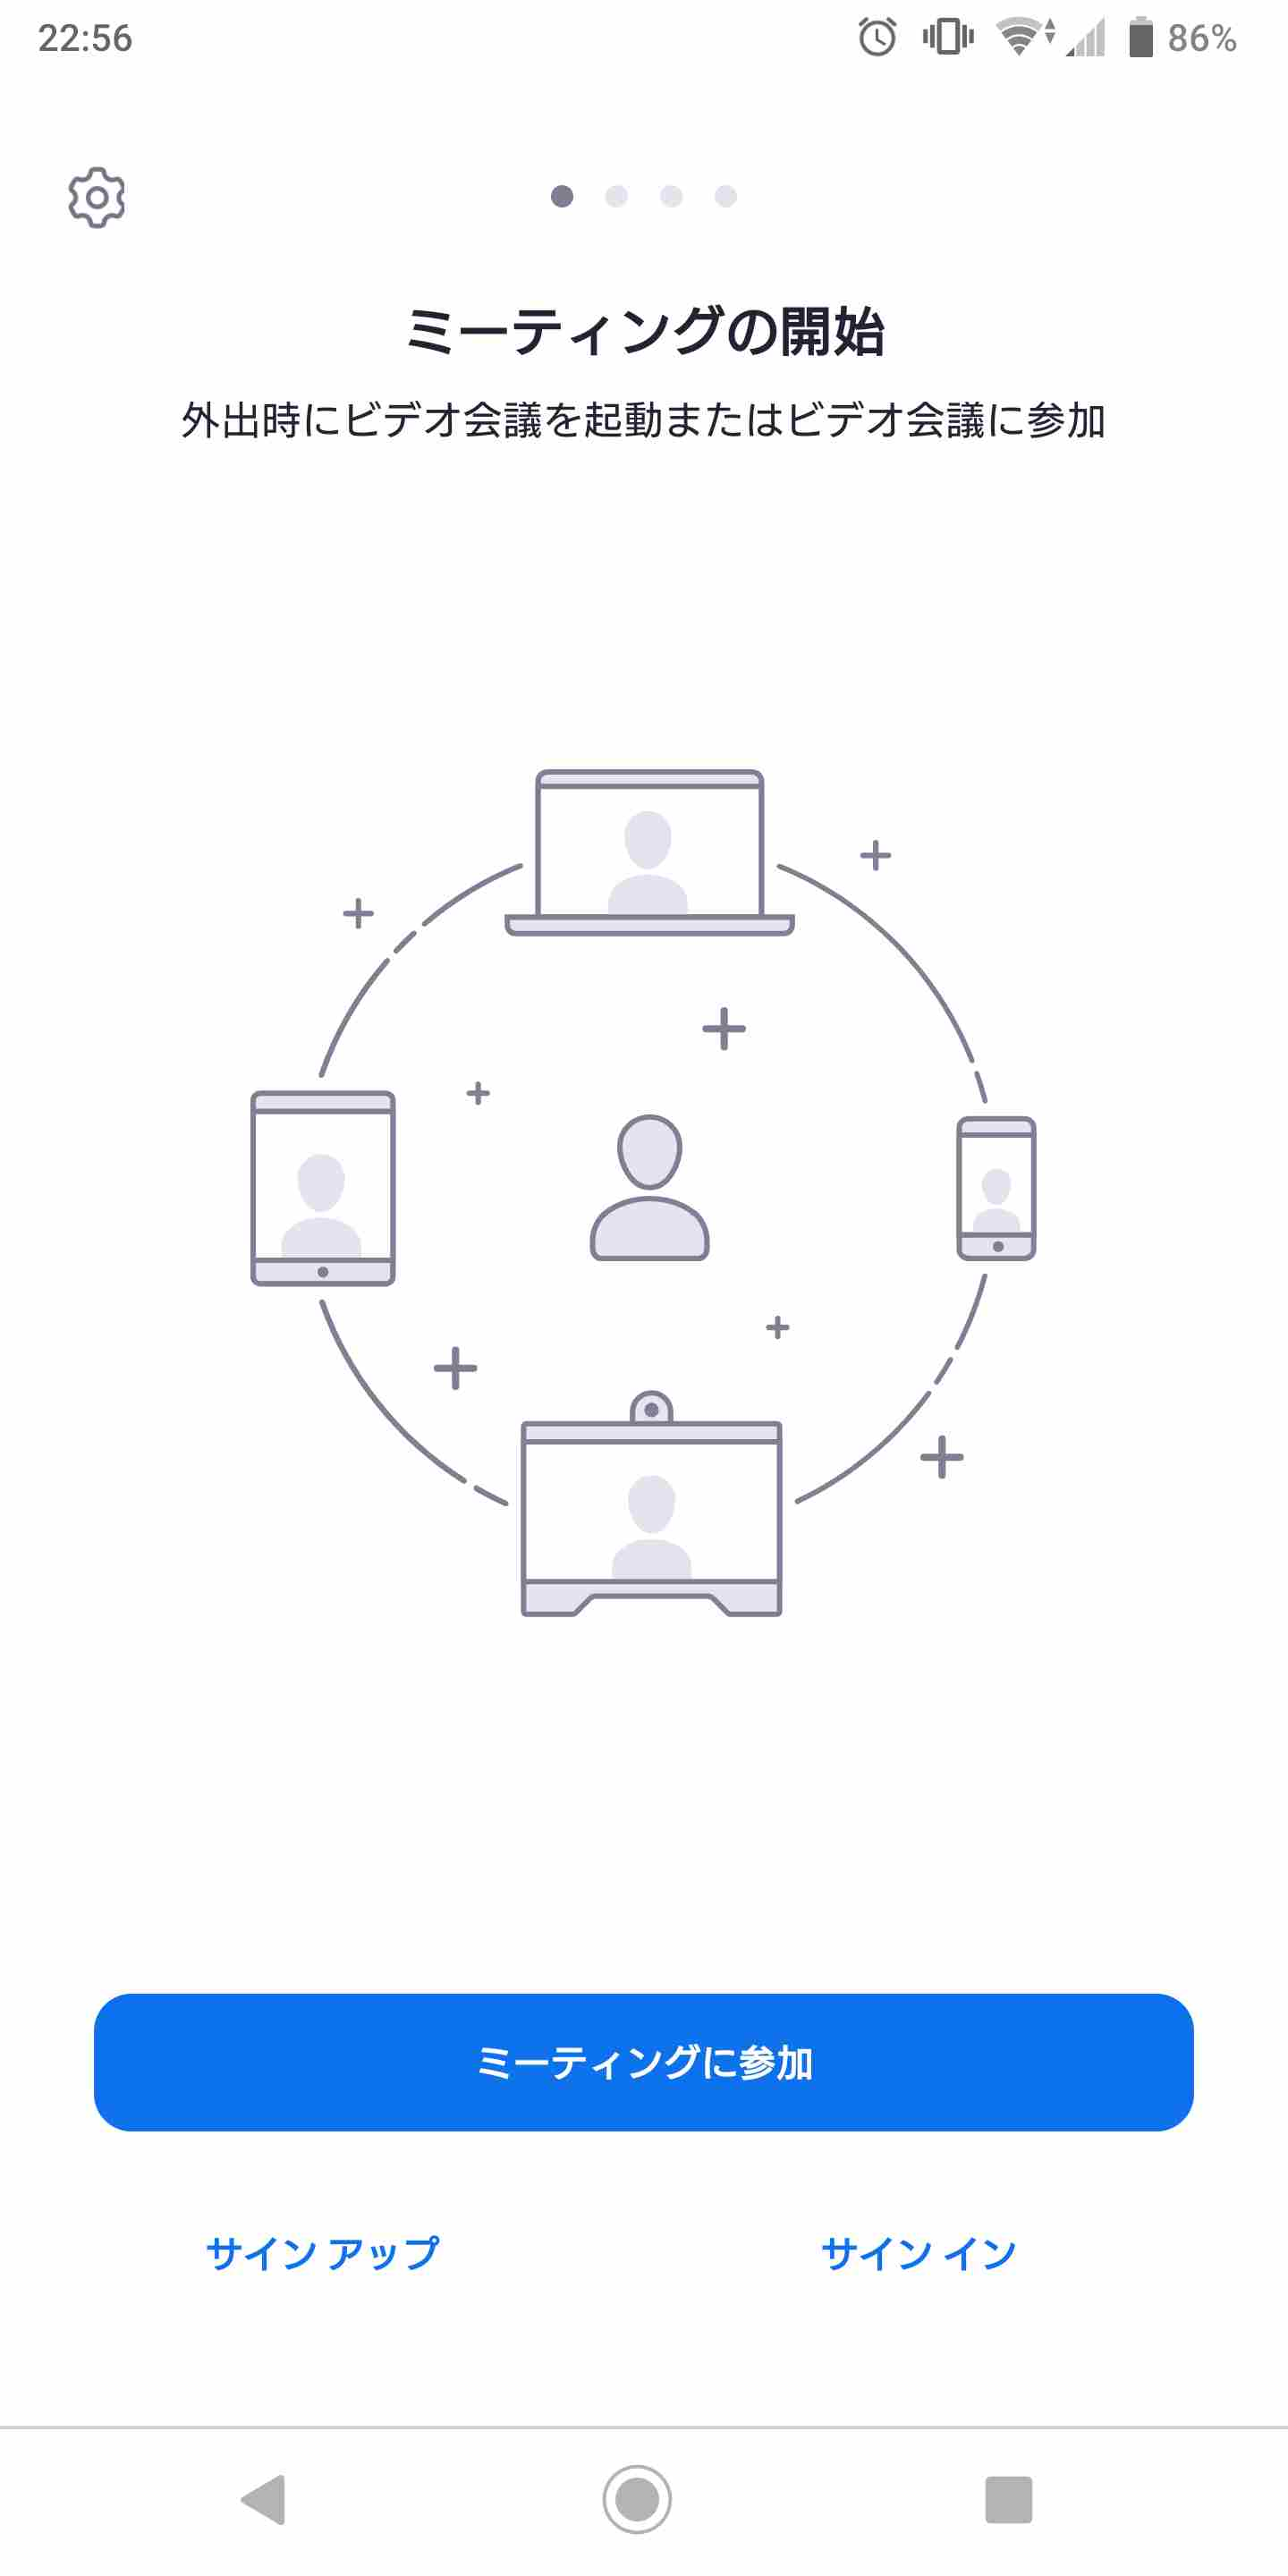 22:56
86%
ミーティングの開始
外出時にビデオ会議を起動またはビデオ会議に参加
ミーティングに参加
サイン アップ
サイン イン